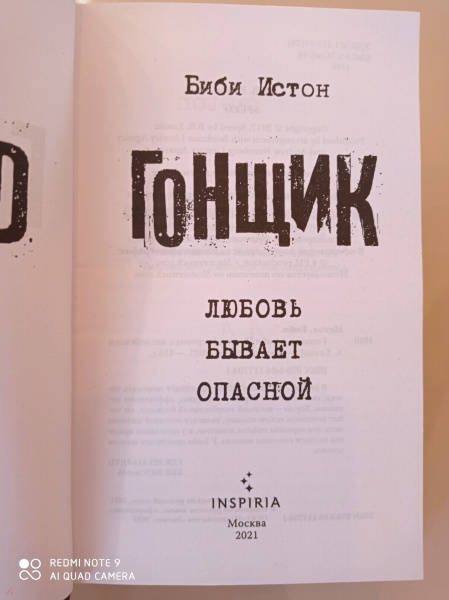 Биби Истон
ГОНЩИК
ЛЮБОВЬ
БЫВАЕТ
ОПАСНОЙ
INSPIRIA
Москва
2021
REDMI NOTE 9
AI QUAD CAMERA